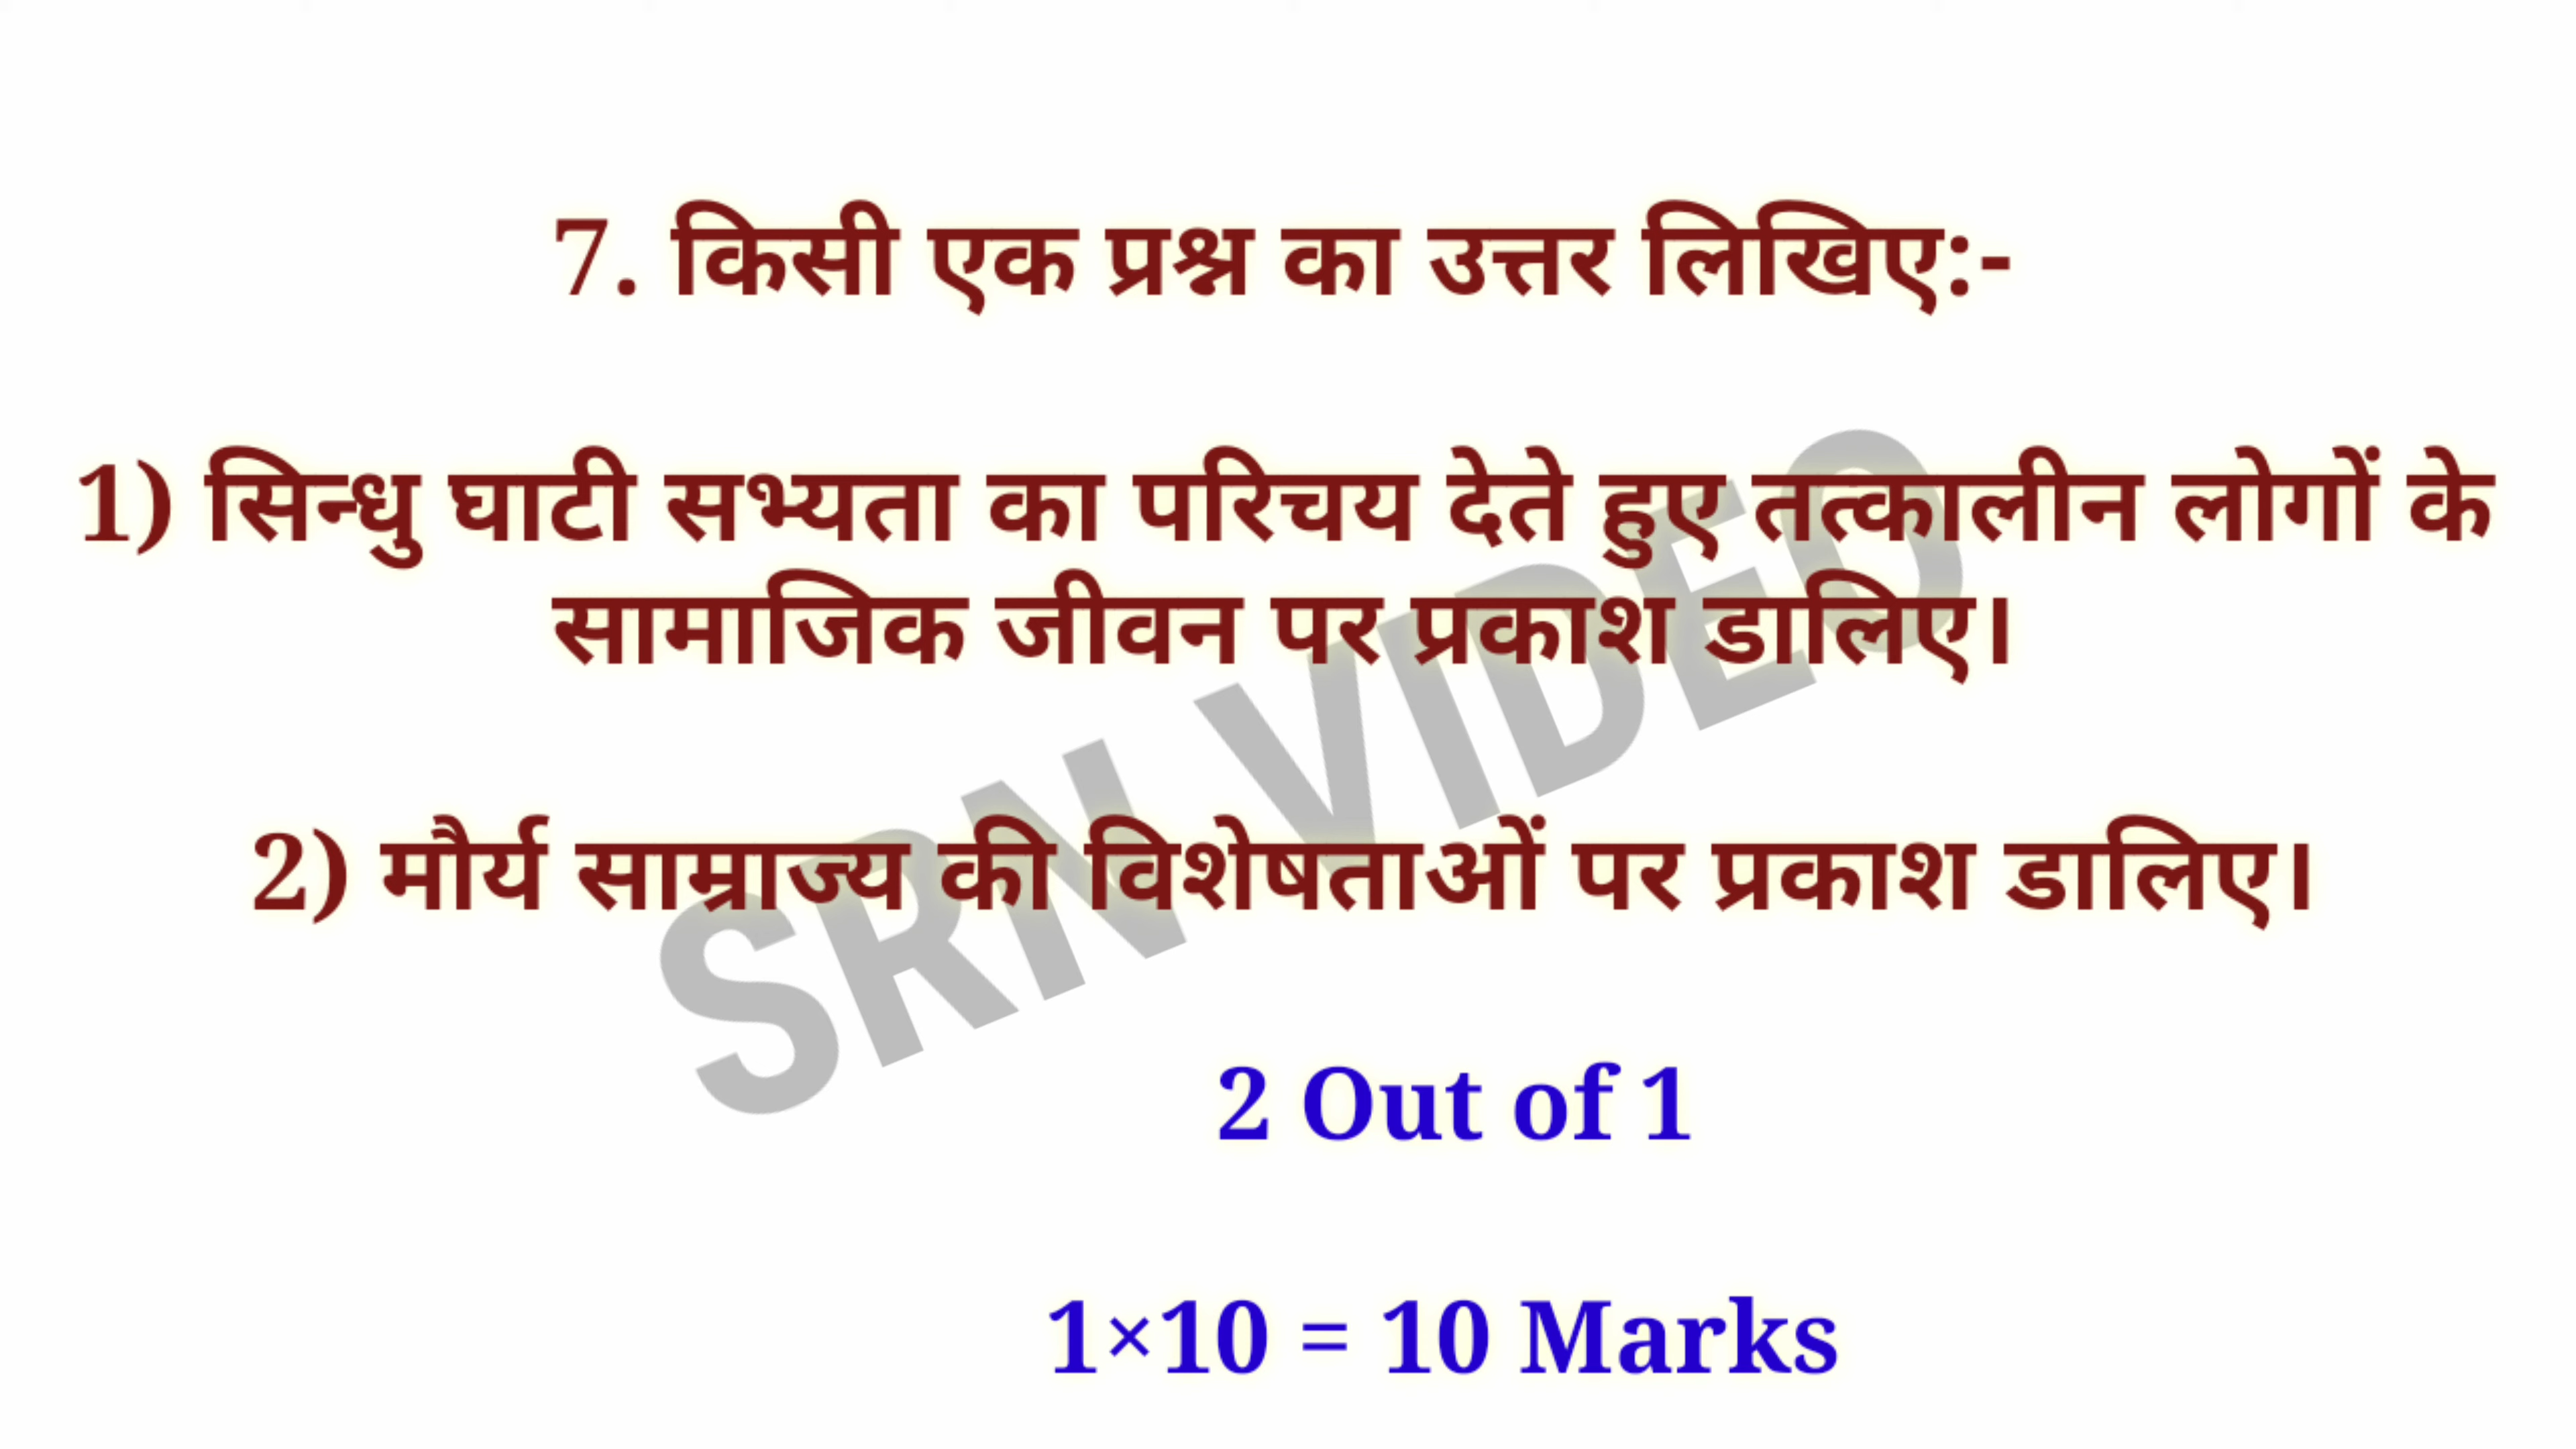 7. किसी एक प्रश्न का उत्तर लिखिए:-
1) सिन्धु घाटी सभ्यता का परिचय देते हुए तत्कालीन लोगों के
सामाजिक जीवन पर प्रकाश डालिए।
2) मौर्य साम्राज्य की विशेषताओं पर प्रकाश डालिए।
SRN VIDEO
2 Out of 1
1×10 = 10 Marks